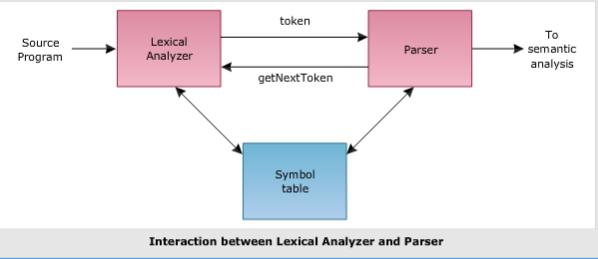 Source
Program
Lexical
Analyzer
token
getNextToken
Parser
To
semantic
analysis
Symbol
table
Interaction between Lexical Analyzer and Parser